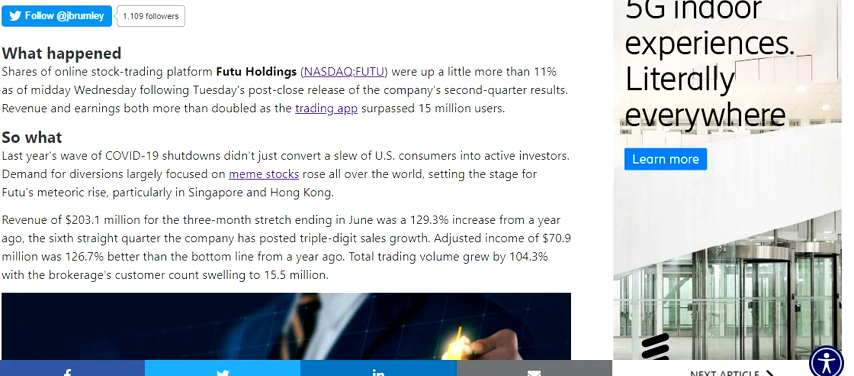 Follow @jbrumley
1,109 followers
What happened
Shares of online stock-trading platform Futu Holdings (NASDAQ:FUTU) were up a little more than 11%
as of midday Wednesday following Tuesday's post-close release of the company's second-quarter results.
Revenue and earnings both more than doubled as the trading app surpassed 15 million users.
So what
Last year's wave of COVID-19 shutdowns didn't just convert a slew of U.S. consumers into active investors.
Demand for diversions largely focused on meme stocks rose all over the world, setting the stage for
Futu's meteoric rise, particularly in Singapore and Hong Kong.
Revenue of $203.1 million for the three-month stretch ending in June was a 129.3% increase from a year
ago, the sixth straight quarter the company has posted triple-digit sales growth. Adjusted income of $70.9
million was 126.7% better than the bottom line from a year ago. Total trading volume grew by 104.3%
with the brokerage's customer count swelling to 15.5 million.
5G indoor
experiences.
Literally
everywhere
Learn more
NEXT ARTICLE